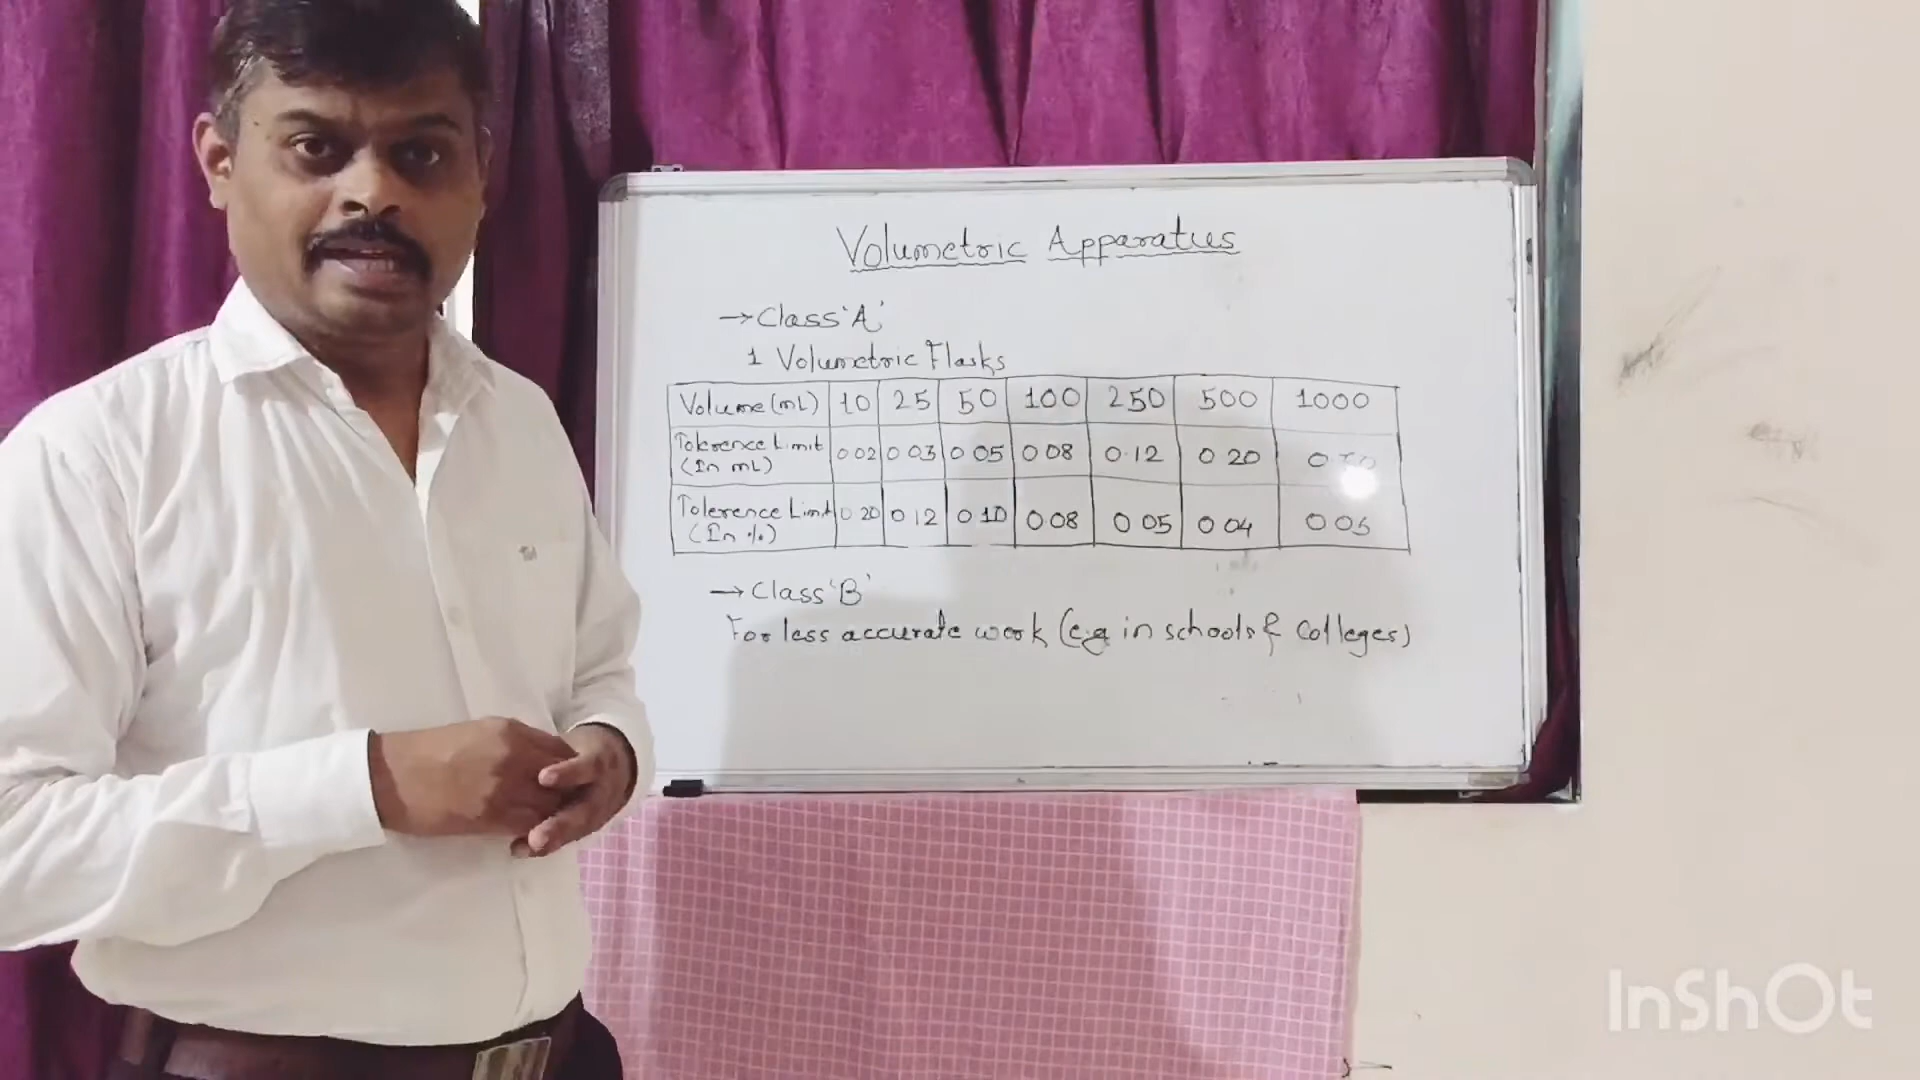 Volumetric Apparatus
→ Class 'A'
1 Volumetric Flasks
Volume (mL) 10 25 50 100 250 500 1000
Tolerence Limit (In mL) 0.02 0.03 0.05 0.08 0.12 0.20
Tolerence Limit (In %) 0.20 0.12 0.10 0.08 0.05 0.04
→ Class 'B'
For less accurate work (e.g in schools & Colleges)
InShOt